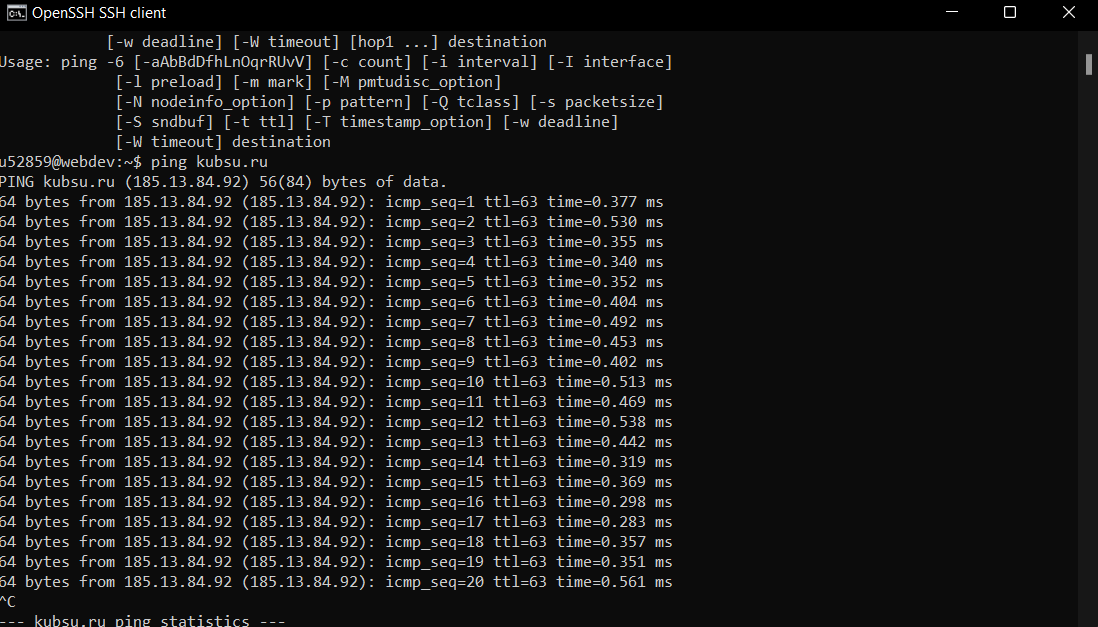 OpenSSH SSH client
[-w deadline] [-W timeout] [hop1 ...] destination
Usage: ping -6 [-aAbBdDfhLnOqrRUvV] [-c count] [-i interval] [-I interface]
[-l preload] [-m mark] [-M pmtudisc_option]
[-N nodeinfo_option] [-p pattern] [-Q tclass] [-s packetsize]
[-S sndbuf] [-t ttl] [-T timestamp_option] [-w deadline]
[-W timeout] destination
u52859@webdev:~$ ping kubsu.ru
PING kubsu.ru (185.13.84.92) 56(84) bytes of data.
64 bytes from 185.13.84.92 (185.13.84.92): icmp_seq=1 ttl=63 time=0.377 ms
64 bytes from 185.13.84.92 (185.13.84.92): icmp_seq=2 ttl=63 time=0.530 ms
64 bytes from 185.13.84.92 (185.13.84.92): icmp_seq=3 ttl=63 time=0.355 ms
64 bytes from 185.13.84.92 (185.13.84.92): icmp_seq=4 ttl=63 time=0.340 ms
64 bytes from 185.13.84.92 (185.13.84.92): icmp_seq=5 ttl=63 time=0.352 ms
64 bytes from 185.13.84.92 (185.13.84.92): icmp_seq=6 ttl=63 time=0.404 ms
64 bytes from 185.13.84.92 (185.13.84.92): icmp_seq=7 ttl=63 time=0.492 ms
64 bytes from 185.13.84.92 (185.13.84.92): icmp_seq=8 ttl=63 time=0.453 ms
64 bytes from 185.13.84.92 (185.13.84.92): icmp_seq=9 ttl=63 time=0.402 ms
64 bytes from 185.13.84.92 (185.13.84.92): icmp_seq=10 ttl=63 time=0.513 ms
64 bytes from 185.13.84.92 (185.13.84.92): icmp_seq=11 ttl=63 time=0.469 ms
64 bytes from 185.13.84.92 (185.13.84.92): icmp_seq=12 ttl=63 time=0.538 ms
64 bytes from 185.13.84.92 (185.13.84.92): icmp_seq=13 ttl=63 time=0.442 ms
64 bytes from 185.13.84.92 (185.13.84.92): icmp_seq=14 ttl=63 time=0.319 ms
64 bytes from 185.13.84.92 (185.13.84.92): icmp_seq=15 ttl=63 time=0.369 ms
64 bytes from 185.13.84.92 (185.13.84.92): icmp_seq=16 ttl=63 time=0.298 ms
64 bytes from 185.13.84.92 (185.13.84.92): icmp_seq=17 ttl=63 time=0.283 ms
64 bytes from 185.13.84.92 (185.13.84.92): icmp_seq=18 ttl=63 time=0.357 ms
64 bytes from 185.13.84.92 (185.13.84.92): icmp_seq=19 ttl=63 time=0.351 ms
64 bytes from 185.13.84.92 (185.13.84.92): icmp_seq=20 ttl=63 time=0.561 ms
^C
--- kubsu.ru ping statistics ---